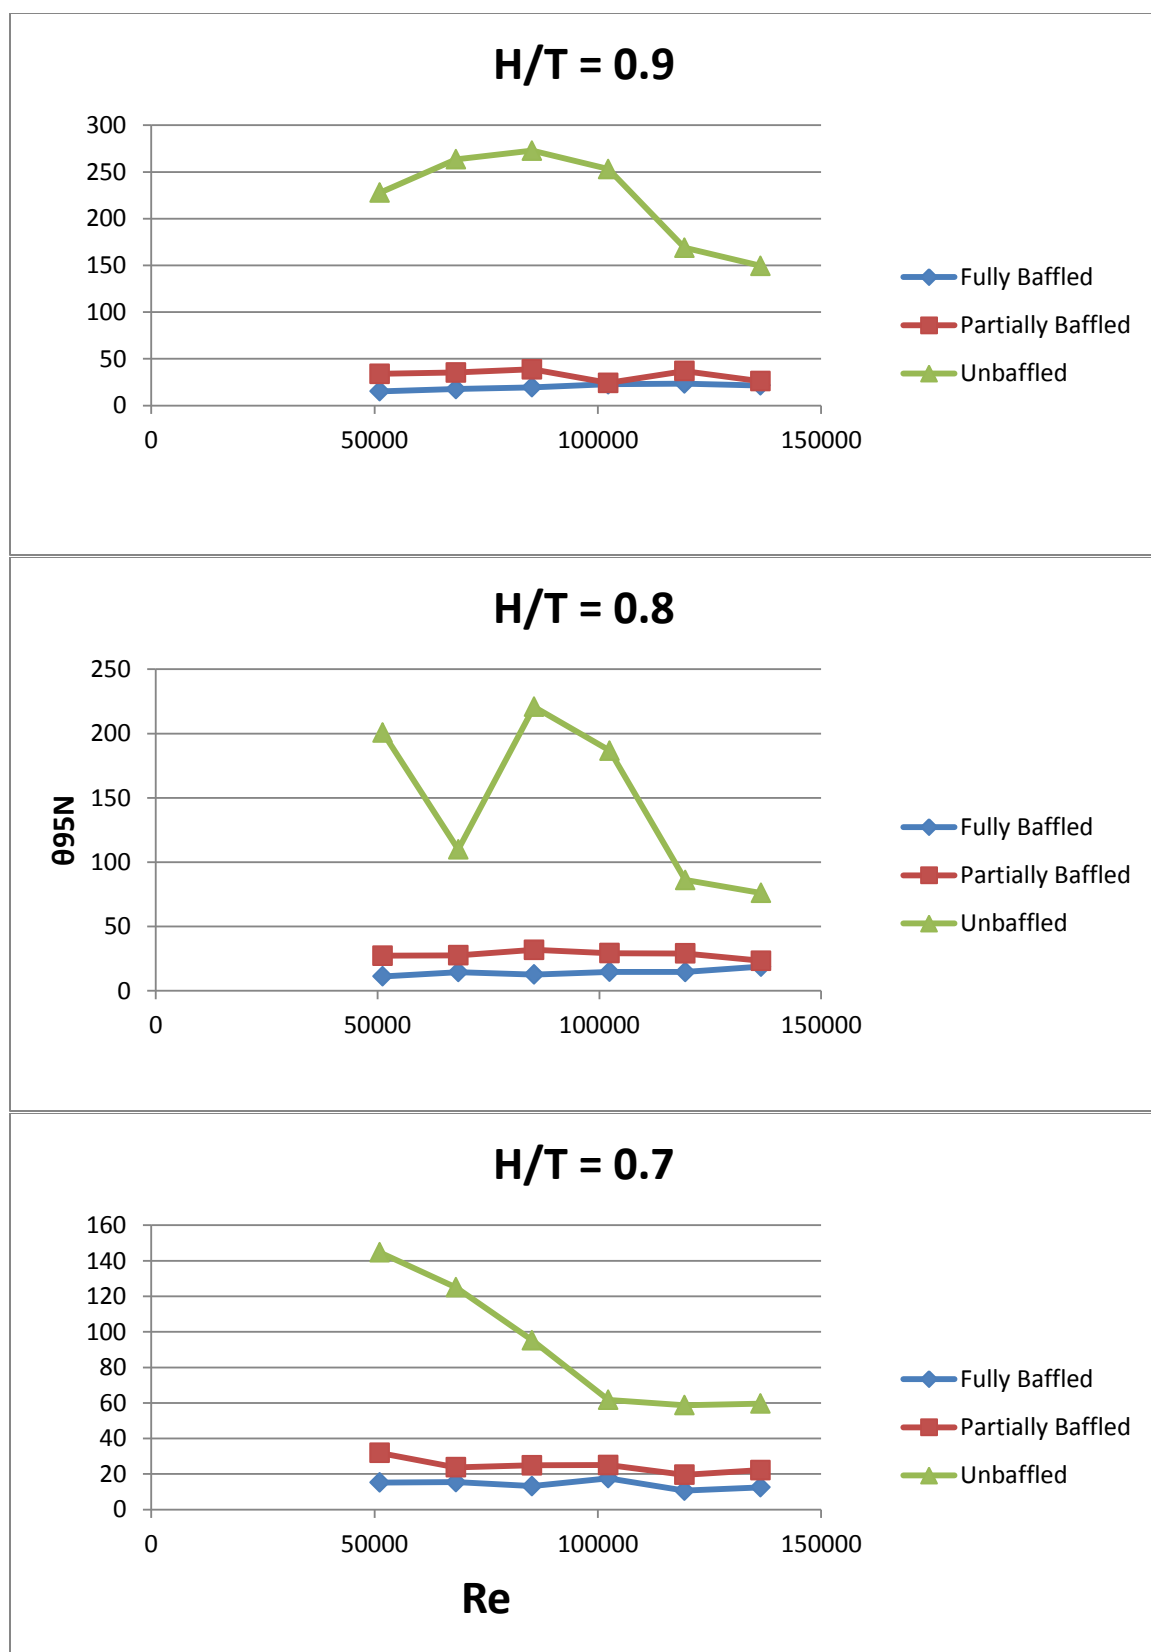 H/T = 0.9
300
250
200
150
100
50
0
0 50000 100000 150000
Fully Baffled
Partially Baffled
Unbaffled
H/T = 0.8
θ95N
250
200
150
100
50
0
0 50000 100000 150000
Fully Baffled
Partially Baffled
Unbaffled
H/T = 0.7
160
140
120
100
80
60
40
20
0
0 50000 100000 150000
Re
Fully Baffled
Partially Baffled
Unbaffled